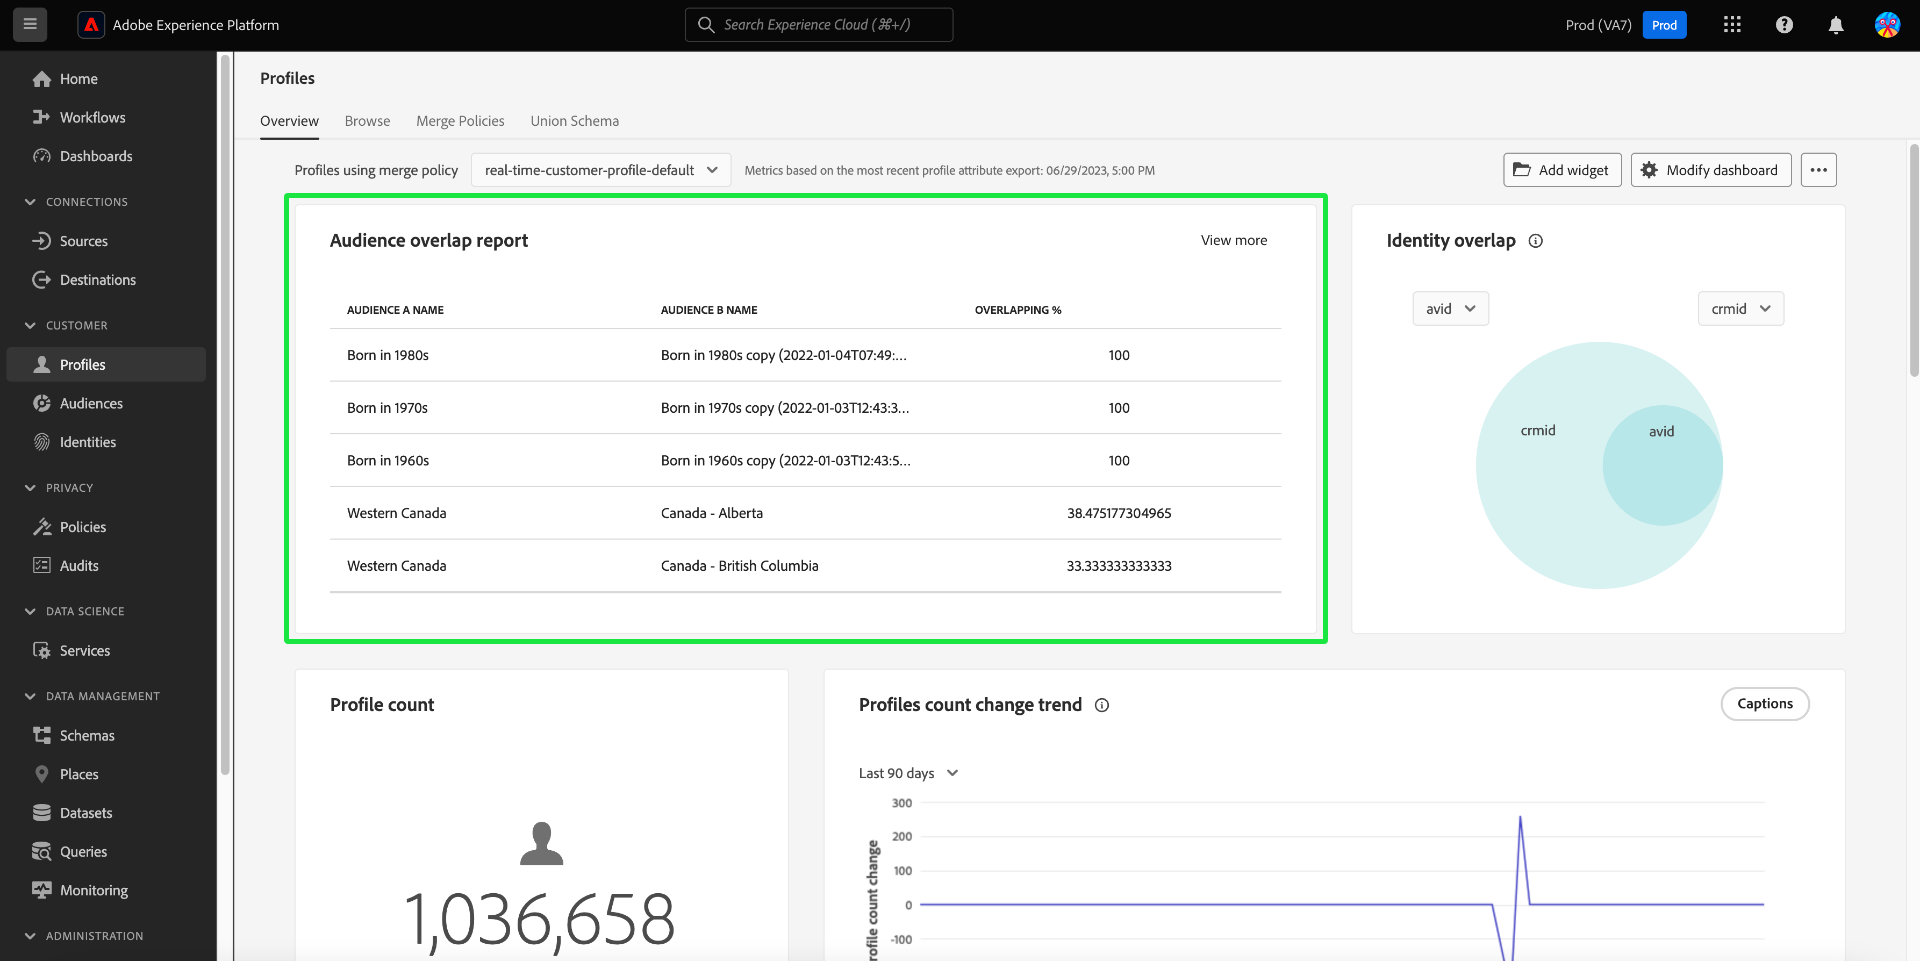 Adobe Experience Platform
Search Experience Cloud (⌘+/)
Prod (VA7)
Prod
Home
Workflows
Dashboards
CONNECTIONS
Sources
Destinations
CUSTOMER
Profiles
Audiences
Identities
PRIVACY
Policies
Audits
DATA SCIENCE
Services
DATA MANAGEMENT
Schemas
Places
Datasets
Queries
Monitoring
ADMINISTRATION
Profiles
Overview Browse Merge Policies Union Schema
Profiles using merge policy real-time-customer-profile-default Metrics based on the most recent profile attribute export: 06/29/2023, 5:00 PM
Add widget Modify dashboard
Audience overlap report View more
AUDIENCE A NAME AUDIENCE B NAME OVERLAPPING %
Born in 1980s Born in 1980s copy (2022-01-04T07:49:... 100
Born in 1970s Born in 1970s copy (2022-01-03T12:43:3... 100
Born in 1960s Born in 1960s copy (2022-01-03T12:43:5... 100
Western Canada Canada - Alberta 38.475177304965
Western Canada Canada - British Columbia 33.333333333333
Identity overlap
avid crmid
crmid avid
Profile count
1,036,658
Profiles count change trend
Captions
Last 90 days
300
200
100
0
-100
rofile count change